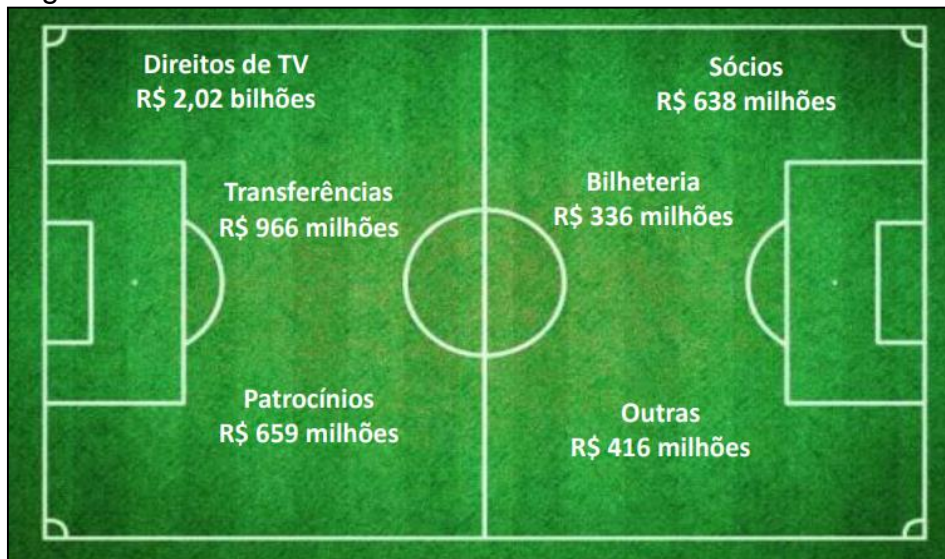 Direitos de TV
R$ 2,02 bilhões
Sócios
R$ 638 milhões
Transferências
R$ 966 milhões
Bilheteria
R$ 336 milhões
Patrocínios
R$ 659 milhões
Outras
R$ 416 milhões